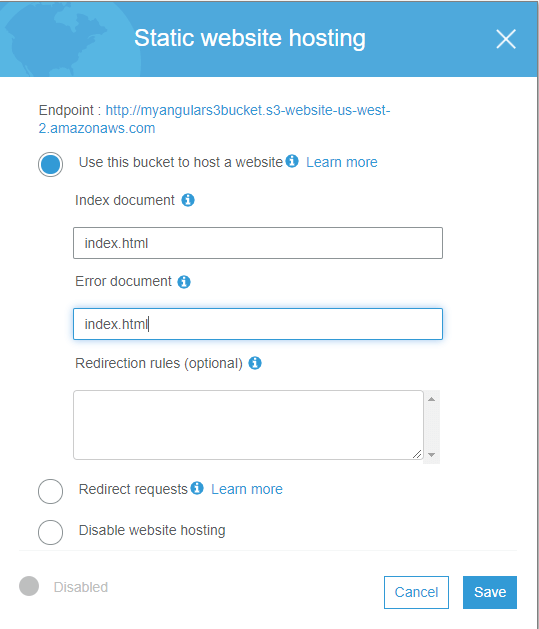 Static website hosting
Endpoint : http://myangulars3bucket.s3-website-us-west-
2.amazonaws.com
Use this bucket to host a website Learn more
Index document
index.html
Error document
index.html
Redirection rules (optional)
Redirect requests Learn more
Disable website hosting
Disabled
Cancel
Save